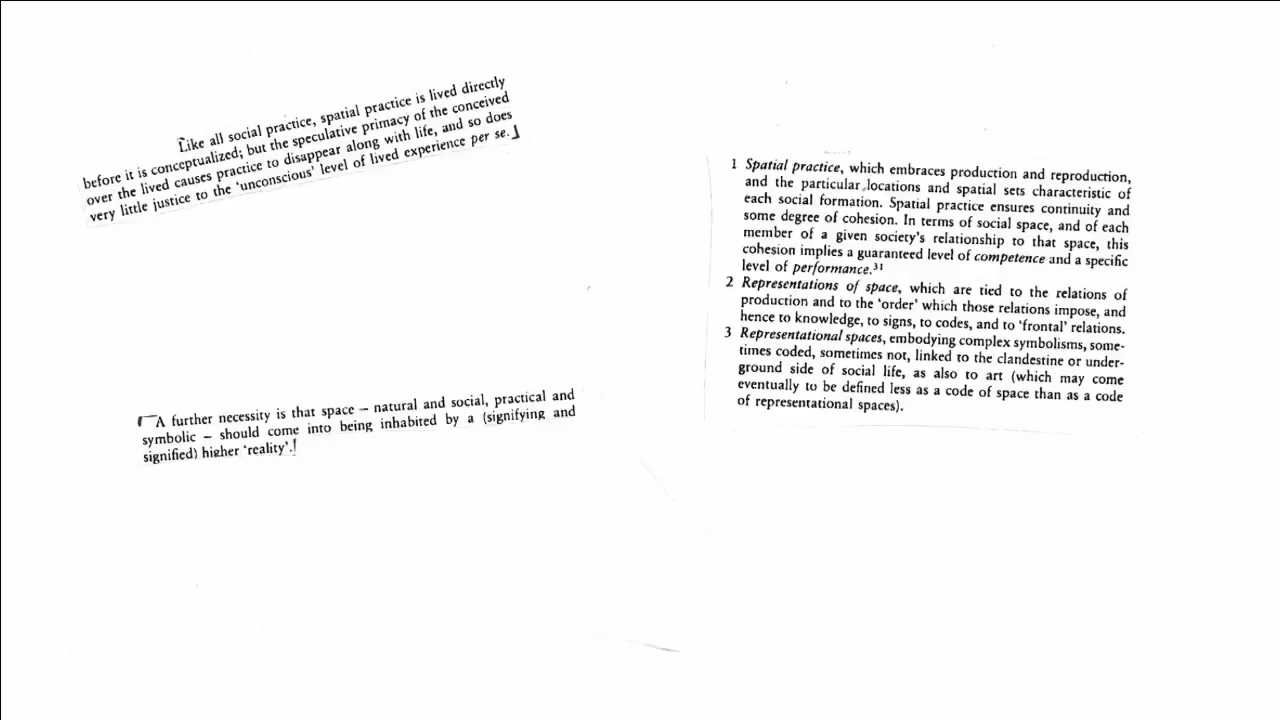 Like all social practice, spatial practice is lived directly
before it is conceptualized; but the speculative primacy of the conceived
over the lived causes practice to disappear along with life, and so does
very little justice to the ‘unconscious’ level of lived experience per se.
A further necessity is that space – natural and social, practical and
symbolic – should come into being inhabited by a (signifying and
signified) higher ‘reality’.
1 Spatial practice, which embraces production and reproduction,
and the particular locations and spatial sets characteristic of
each social formation. Spatial practice ensures continuity and
some degree of cohesion. In terms of social space, and of each
member of a given society’s relationship to that space, this
cohesion implies a guaranteed level of competence and a specific
level of performance.³¹
2 Representations of space, which are tied to the relations of
production and to the ‘order’ which those relations impose, and
hence to knowledge, to signs, to codes, and to ‘frontal’ relations.
3 Representational spaces, embodying complex symbolisms, some-
times coded, sometimes not, linked to the clandestine or under-
ground side of social life, as also to art (which may come
eventually to be defined less as a code of space than as a code
of representational spaces).